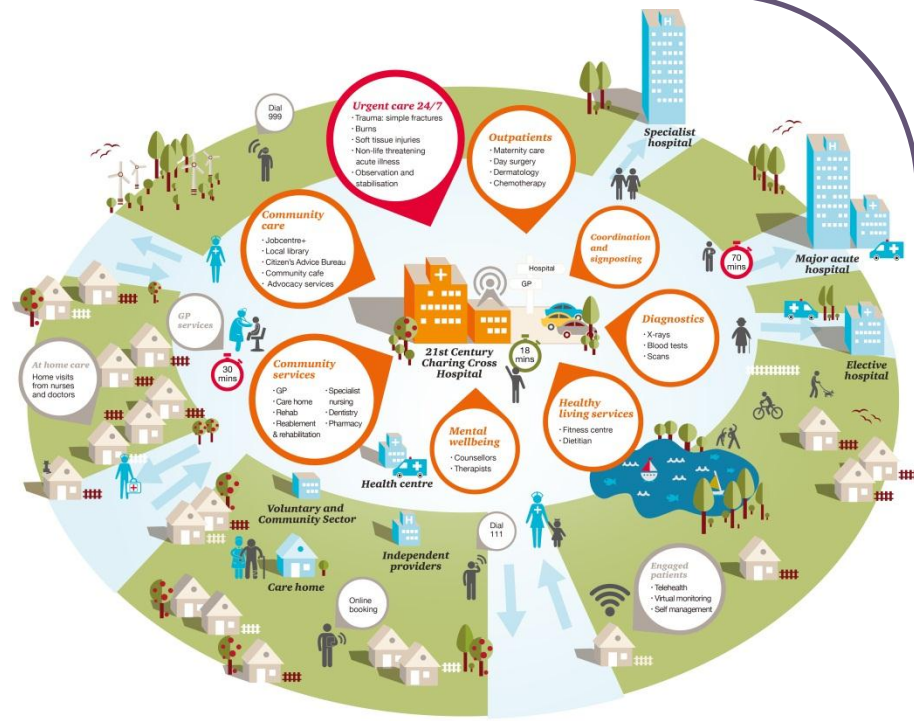 Dial
999
Urgent care 24/7
· Trauma: simple fractures
· Burns
· Soft tissue injuries
· Non-life threatening
acute illness
· Observation and
stabilisation
Outpatients
· Maternity care
· Day surgery
· Dermatology
· Chemotherapy
Specialist
hospital
Community
care
· Jobcentre+
· Local library
· Citizen's Advice Bureau
· Community cafe
· Advocacy services
Coordination
and
signposting
70
mins
Major acute
hospital
Hospital
GP
GP
services
30
mins
21st Century
Charing Cross
Hospital
18
mins
Diagnostics
· X-rays
· Blood tests
· Scans
Elective
hospital
At home care
Home visits
from nurses
and doctors
Community
services
· GP
· Care home
· Rehab
· Reablement
& rehabilitation
· Specialist
nursing
· Dentistry
· Pharmacy
Mental
wellbeing
· Counsellors
· Therapists
Healthy
living services
· Fitness centre
· Dietitian
H
Health centre
Voluntary and
Community Sector
H
Independent
providers
Dial
111
Care home
Online
booking
Engaged
patients
· Telehealth
· Virtual monitoring
· Self management